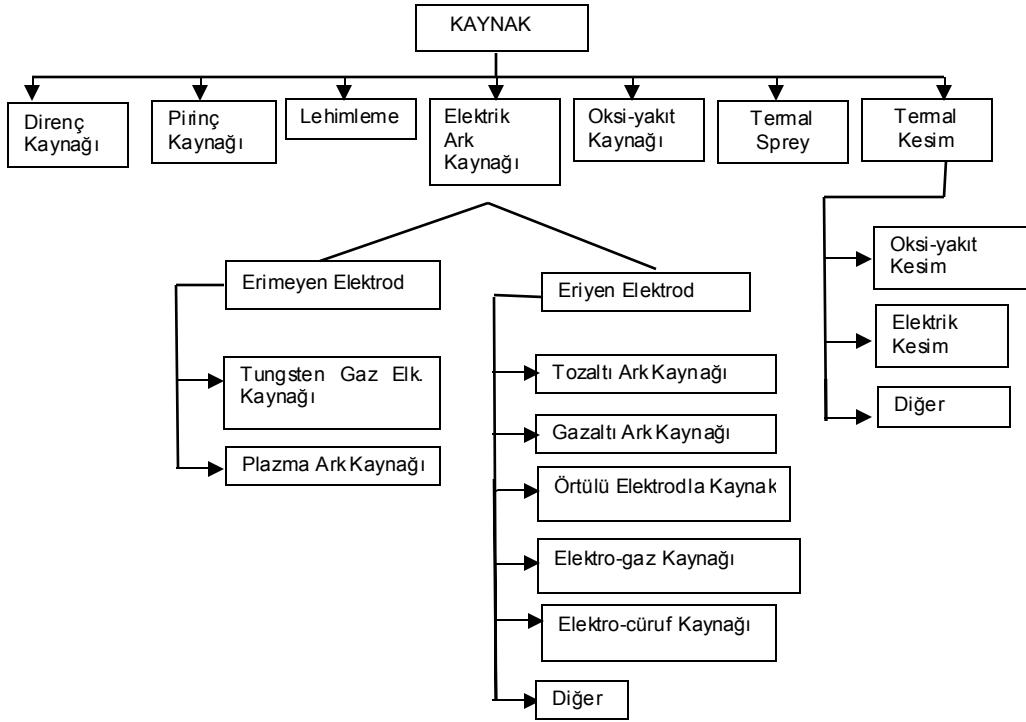 KAYNAK
Direnç
Kaynağı
Pirinç
Kaynağı
Lehimleme
Elektrik
Ark
Kaynağı
Oksi-yakıt
Kaynağı
Termal
Sprey
Termal
Kesim
Erimeyen Elektrod
Tungsten Gaz Elk.
Kaynağı
Plazma Ark Kaynağı
Eriyen Elektrod
Tozaltı Ark Kaynağı
Gazaltı Ark Kaynağı
Örtülü Elektrodla Kaynak
Elektro-gaz Kaynağı
Elektro-cüruf Kaynağı
Diğer
Oksi-yakıt
Kesim
Elektrik
Kesim
Diğer